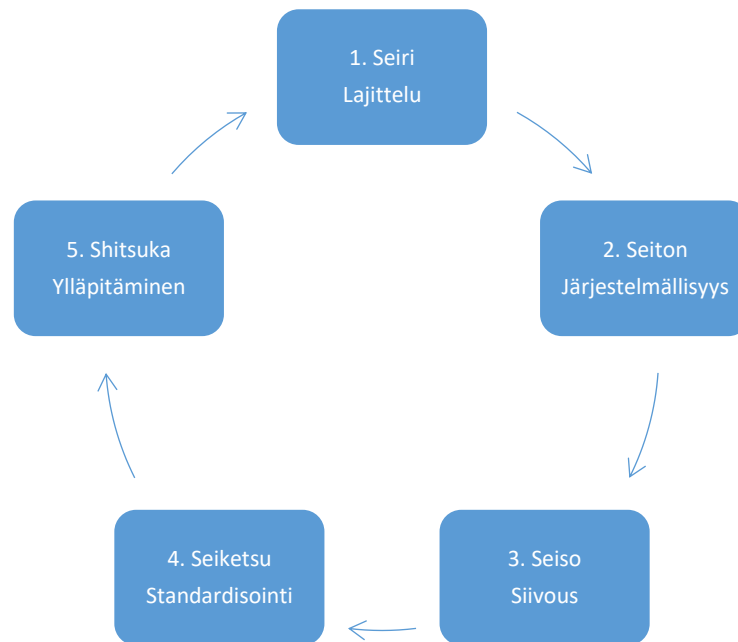 1. Seiri
Lajittelu
2. Seiton
Järjestelmällisyys
3. Seiso
Siivous
4. Seiketsu
Standardisointi
5. Shitsuka
Ylläpitäminen